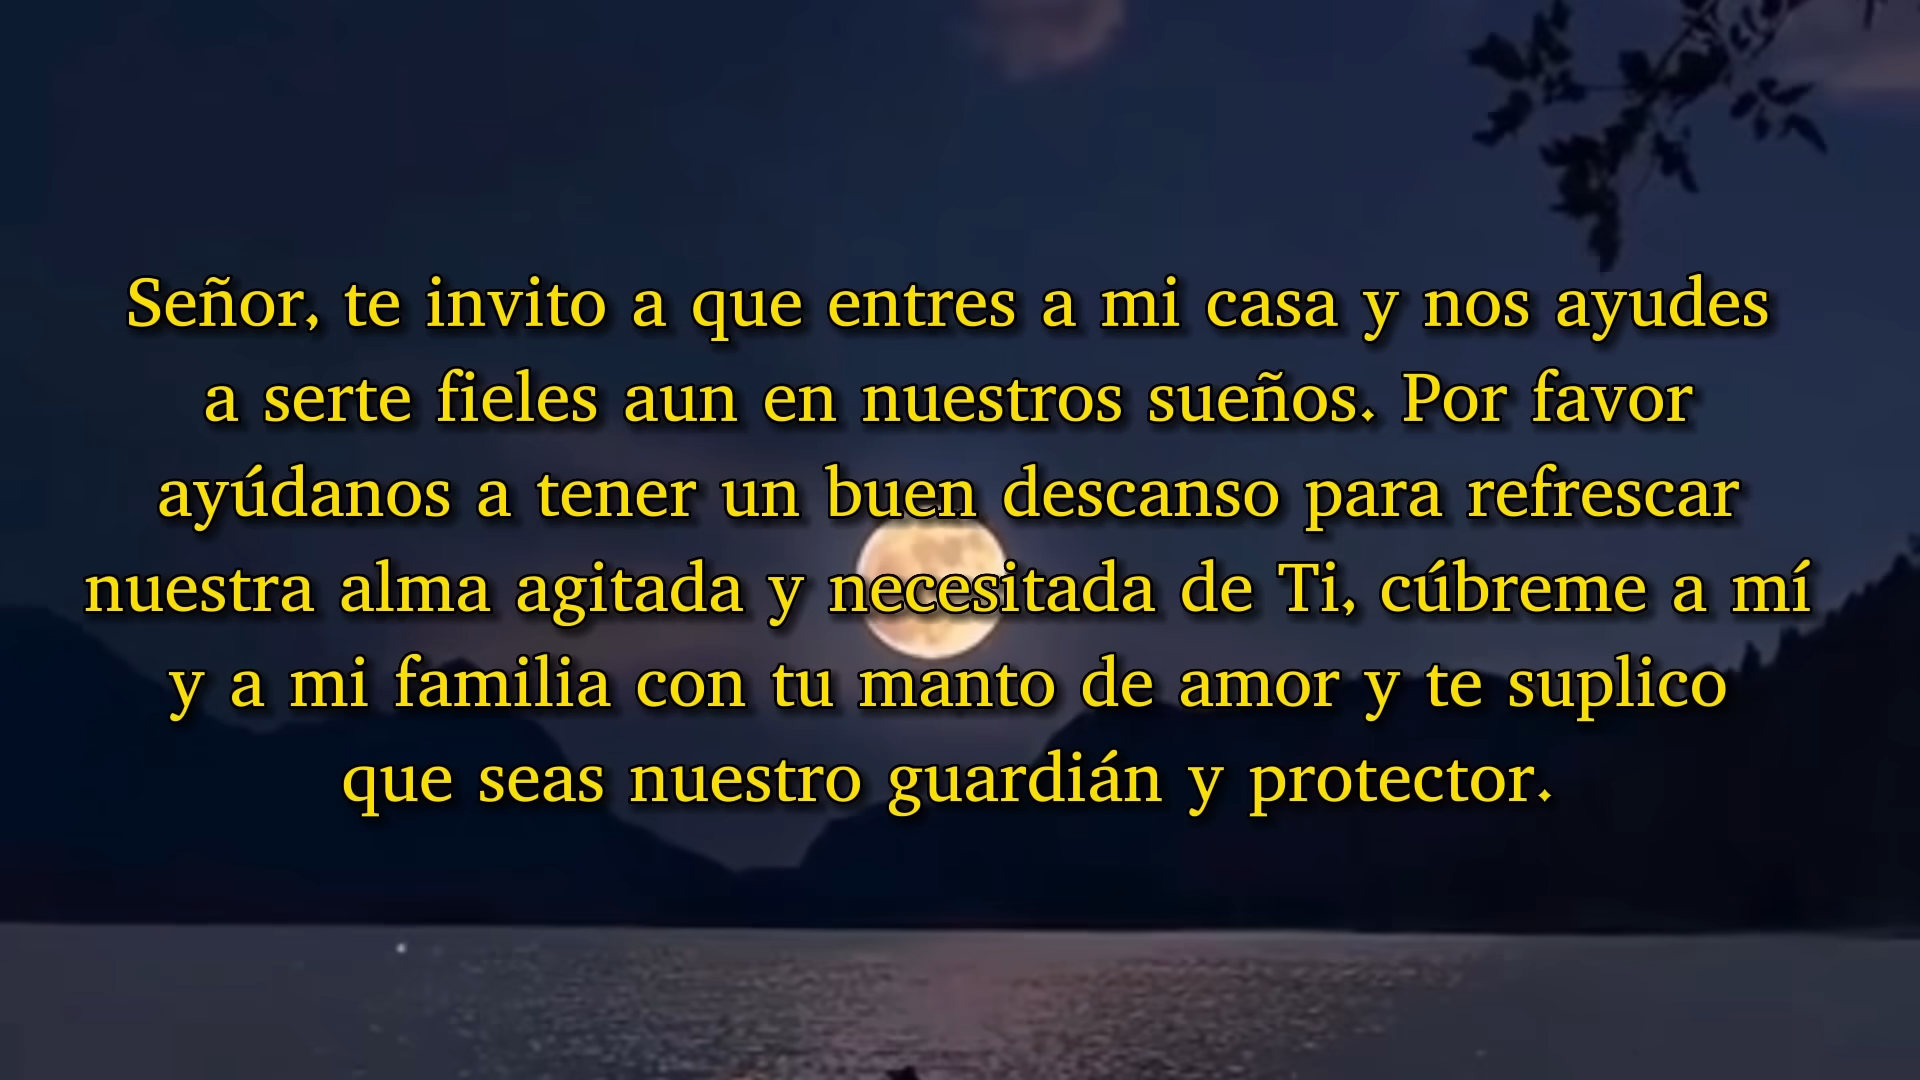 Señor, te invito a que entres a mi casa y nos ayudes
a serte fieles aun en nuestros sueños. Por favor
ayúdanos a tener un buen descanso para refrescar
nuestra alma agitada y necesitada de Ti, cúbreme a mí
y a mi familia con tu manto de amor y te suplico
que seas nuestro guardián y protector.